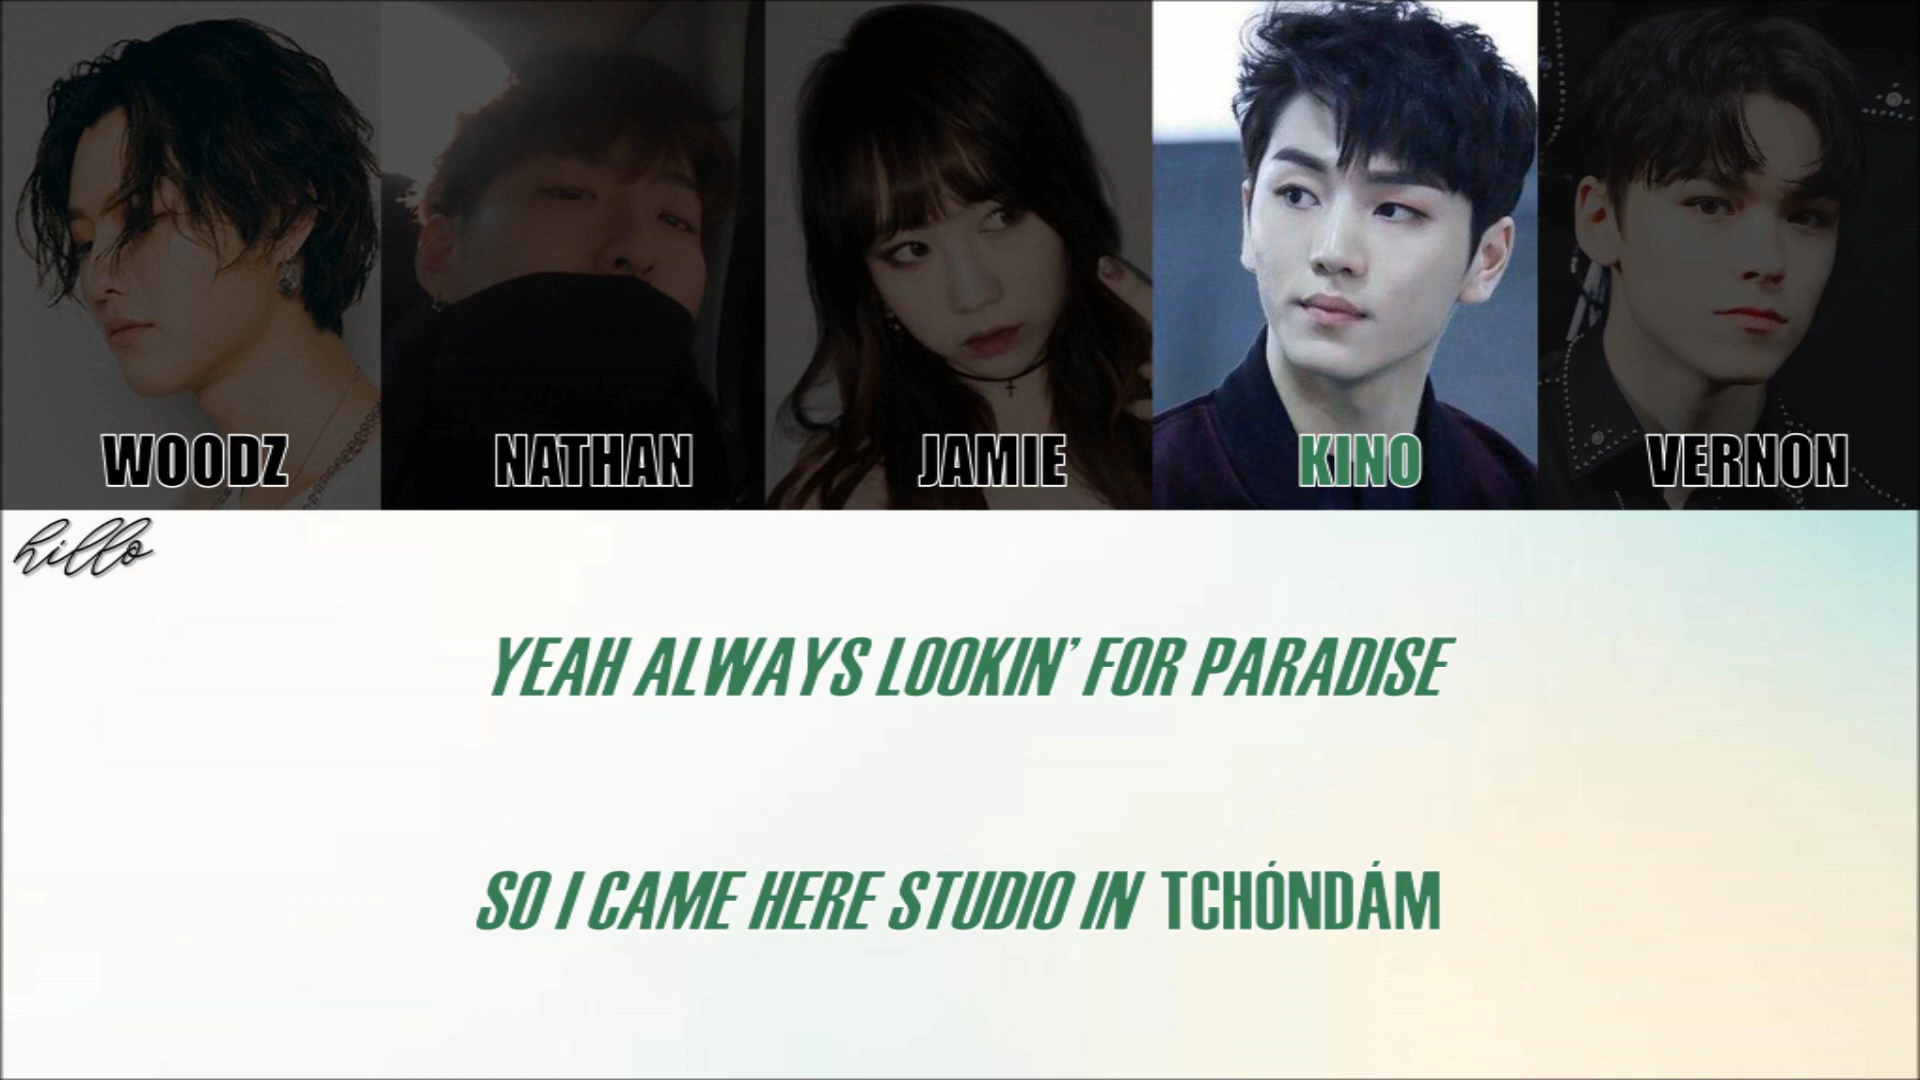 WOODZ NATHAN JAMIE KINO VERNON
hillo
YEAH ALWAYS LOOKIN’ FOR PARADISE
SO I CAME HERE STUDIO IN TCHÓNDÁM